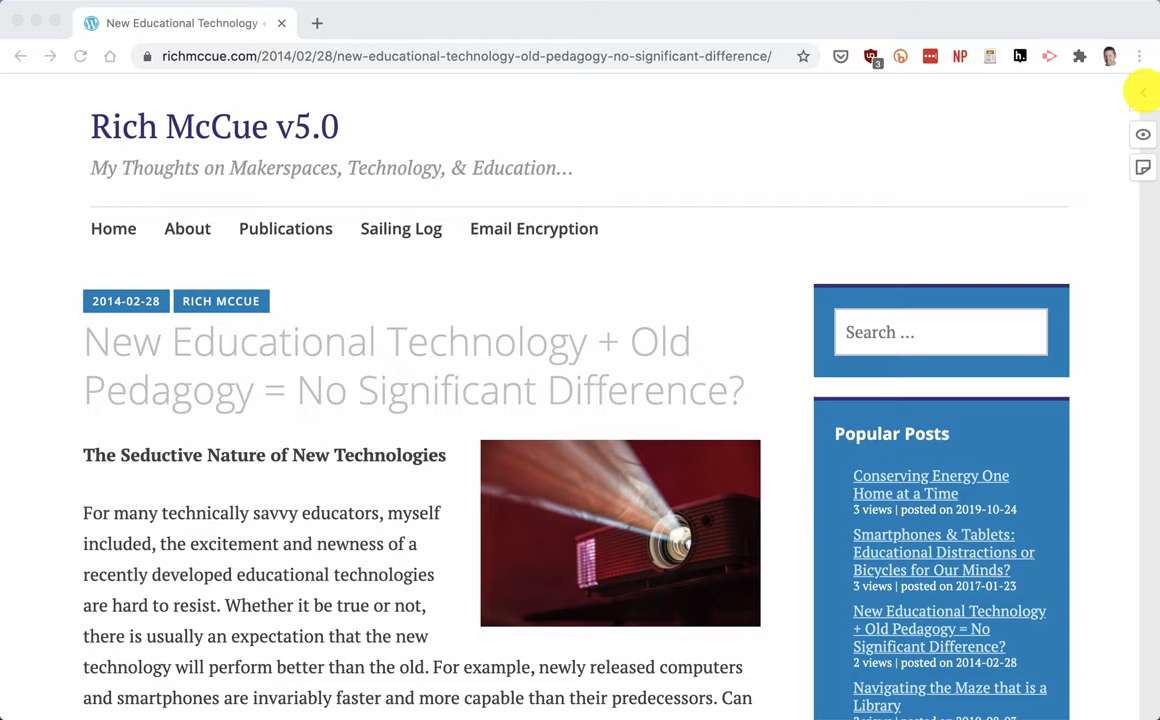 New Educational Technology +
richmccue.com/2014/02/28/new-educational-technology-old-pedagogy-no-significant-difference/
3
NP
h.
Rich McCue v5.0
My Thoughts on Makerspaces, Technology, & Education...
Home About Publications Sailing Log Email Encryption
2014-02-28 RICH MCCUE
New Educational Technology + Old
Pedagogy = No Significant Difference?
The Seductive Nature of New Technologies
For many technically savvy educators, myself
included, the excitement and newness of a
recently developed educational technologies
are hard to resist. Whether it be true or not,
there is usually an expectation that the new
technology will perform better than the old. For example, newly released computers
and smartphones are invariably faster and more capable than their predecessors. Can
Search ...
Popular Posts
Conserving Energy One
Home at a Time
3 views | posted on 2019-10-24
Smartphones & Tablets:
Educational Distractions or
Bicycles for Our Minds?
3 views | posted on 2017-01-23
New Educational Technology
+ Old Pedagogy = No
Significant Difference?
2 views | posted on 2014-02-28
Navigating the Maze that is a
Library